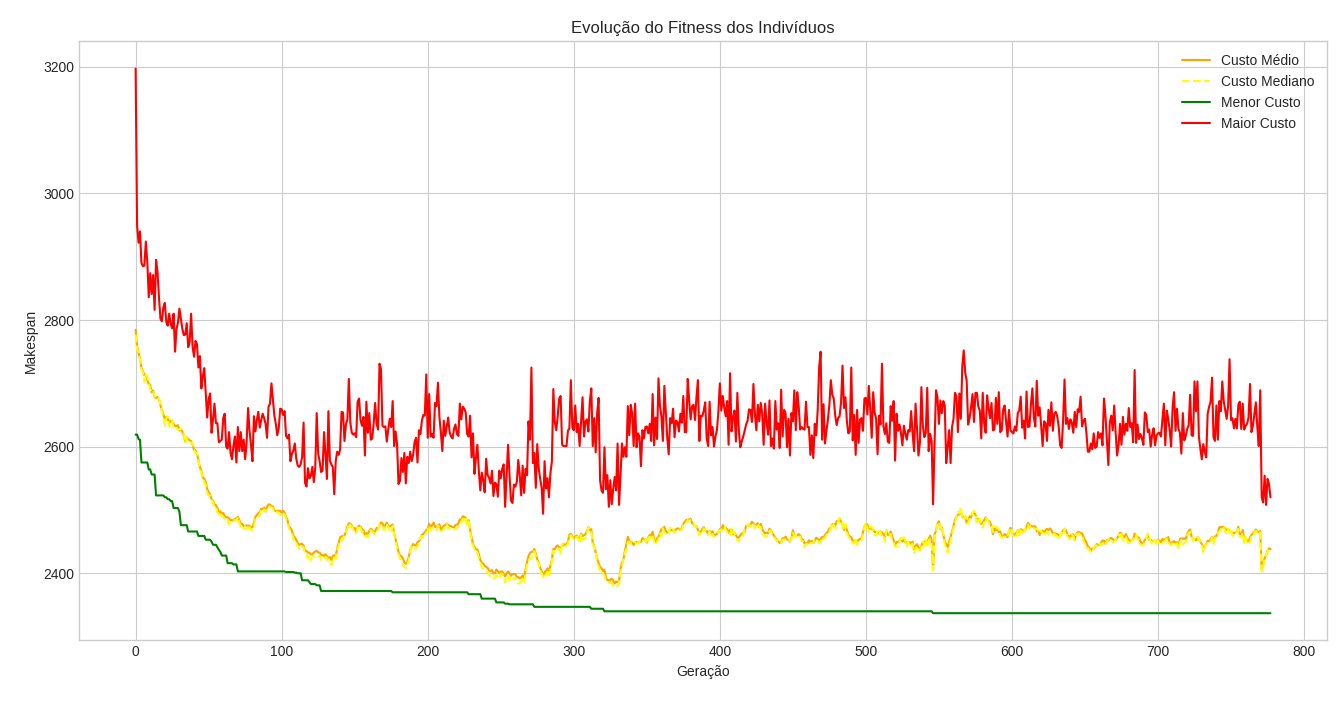 Evolução do Fitness dos Indivíduos
3200
3000
2800
2600
2400
Makespan
Custo Médio
Custo Mediano
Menor Custo
Maior Custo
0 100 200 300 400 500 600 700 800
Geração